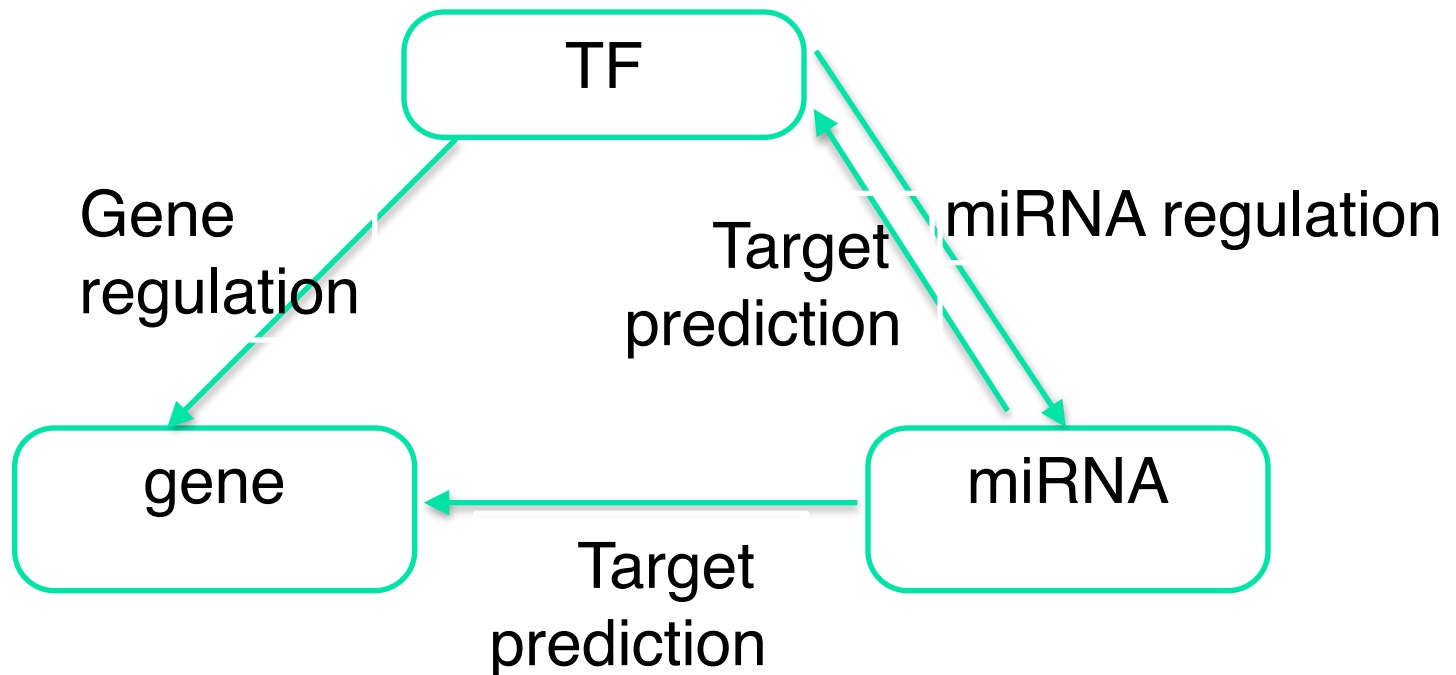 TF
Gene
regulation
Target
prediction
miRNA regulation
gene
miRNA
Target
prediction